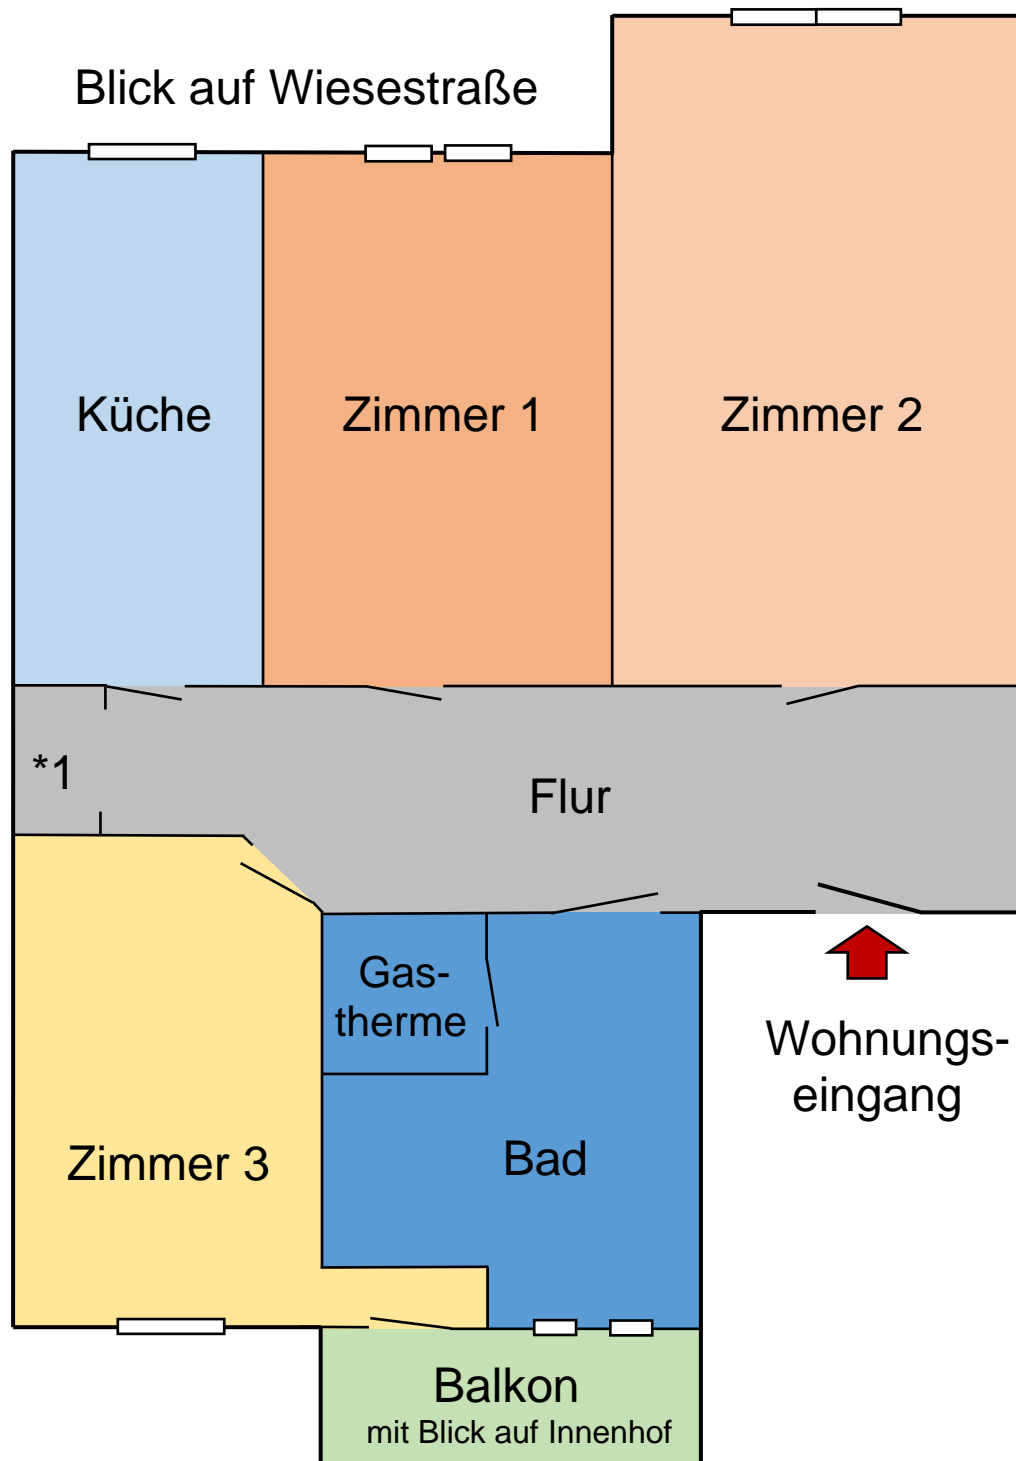 Blick auf Wiesestraße
Küche
Zimmer 1
Zimmer 2
*1
Flur
Gas-
therme
Wohnungs-
eingang
Zimmer 3
Bad
Balkon
mit Blick auf Innenhof